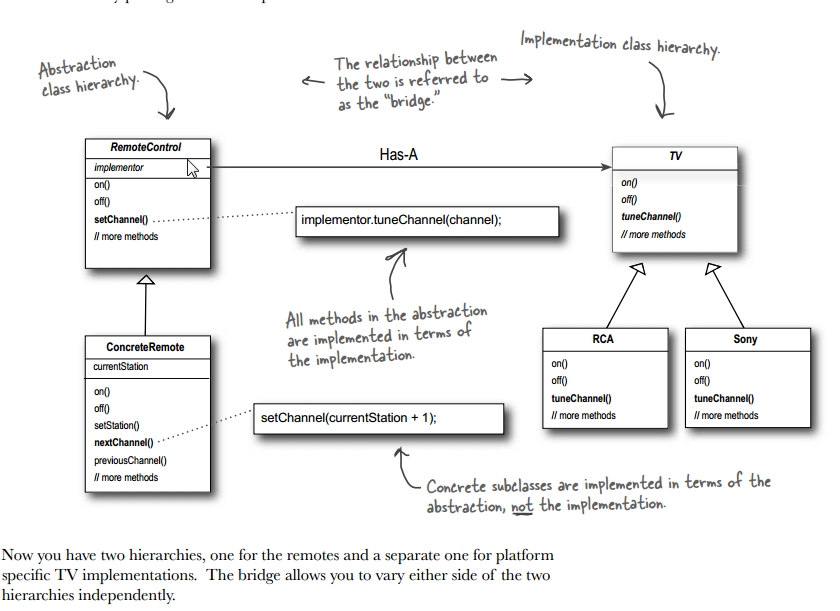 Abstraction
class hierarchy.
The relationship between
the two is referred to
as the "bridge."
Implementation class hierarchy.
RemoteControl
implementor
on()
off()
setChannel()
// more methods
Has-A
TV
on()
off()
tuneChannel()
// more methods
implementor.tuneChannel(channel);
All methods in the abstraction
are implemented in terms of
the implementation.
ConcreteRemote
currentStation
on()
off()
setStation()
nextChannel()
previousChannel()
// more methods
RCA
on()
off()
tuneChannel()
// more methods
Sony
on()
off()
tuneChannel()
// more methods
setChannel(currentStation + 1);
Concrete subclasses are implemented in terms of the
abstraction, not the implementation.
Now you have two hierarchies, one for the remotes and a separate one for platform
specific TV implementations. The bridge allows you to vary either side of the two
hierarchies independently.